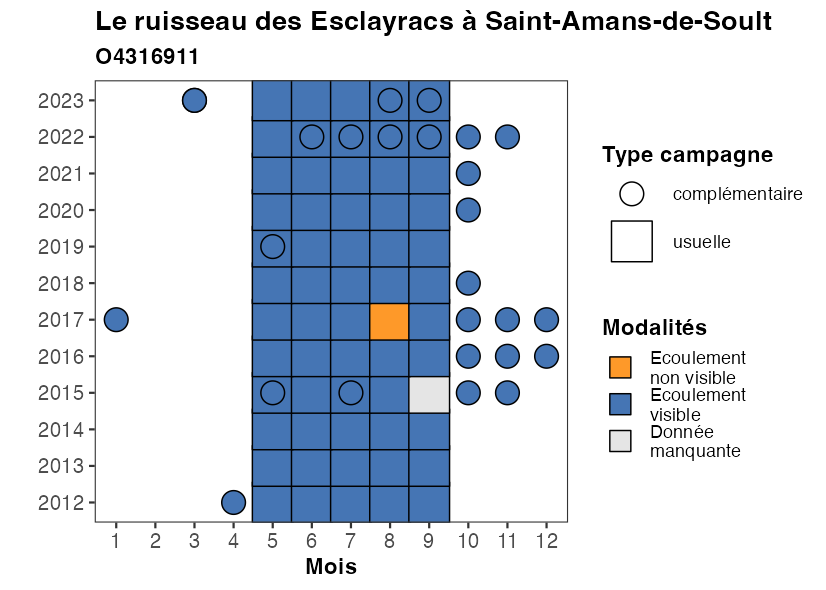 Le ruisseau des Esclayracs à Saint-Amans-de-Soult
O4316911
2023
2022
2021
2020
2019
2018
2017
2016
2015
2014
2013
2012
1 2 3 4 5 6 7 8 9 10 11 12
Mois
Type campagne
complémentaire
usuelle
Modalités
Ecoulement
non visible
Ecoulement
visible
Donnée
manquante